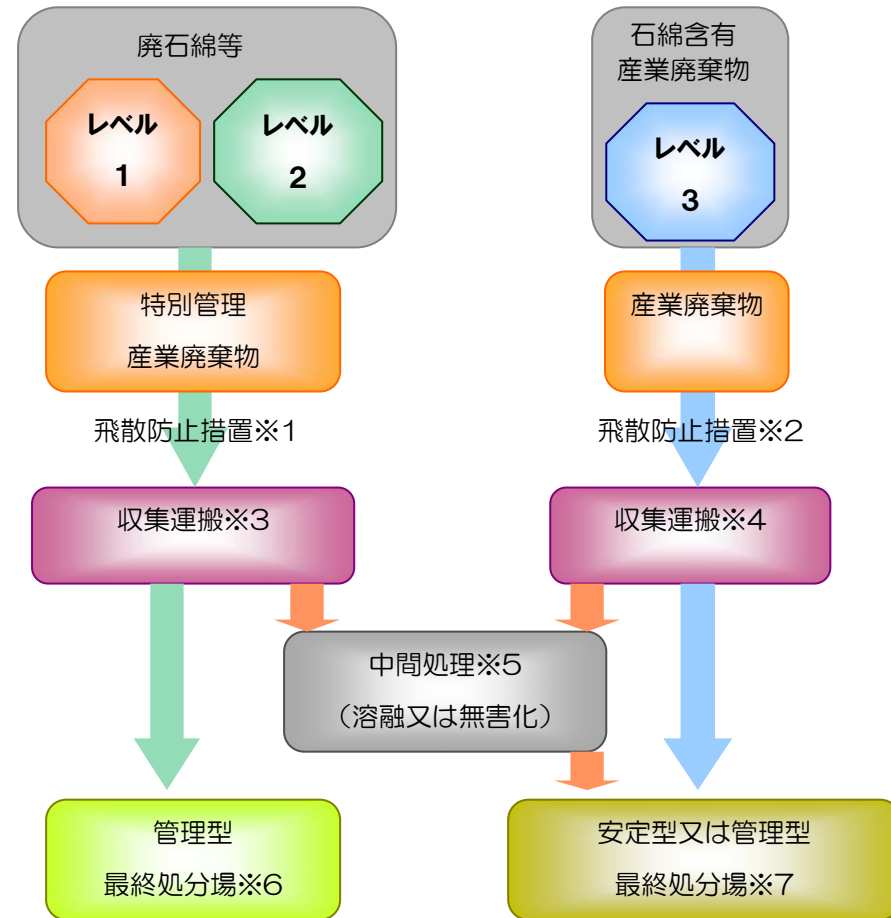 廃石綿等
レベル
1
レベル
2
石綿含有
産業廃棄物
レベル
3
特別管理
産業廃棄物
産業廃棄物
飛散防止措置※1
飛散防止措置※2
収集運搬※3
収集運搬※4
中間処理※5
（溶融又は無害化）
管理型
最終処分場※6
安定型又は管理型
最終処分場※7